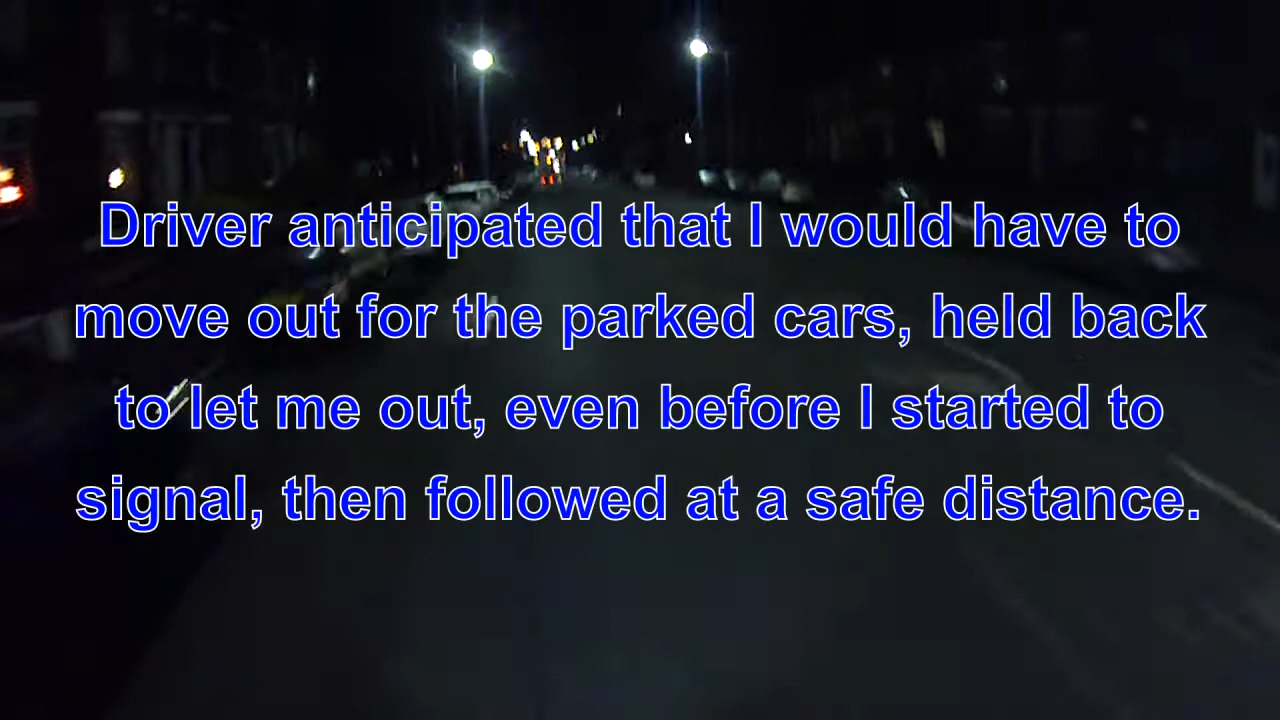 Driver anticipated that I would have to
move out for the parked cars, held back
to let me out, even before I started to
signal, then followed at a safe distance.